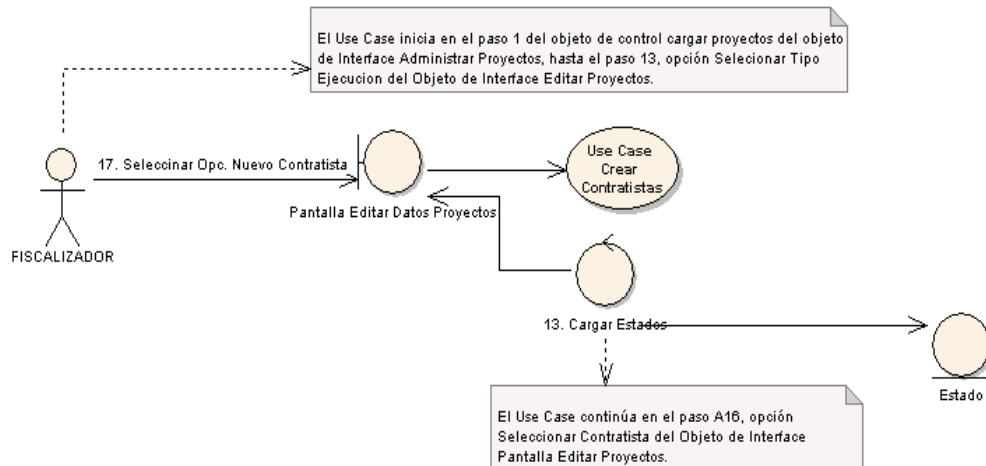 El Use Case inicia en el paso 1 del objeto de control cargar proyectos del objeto
de Interface Administrar Proyectos, hasta el paso 13, opción Selecionar Tipo
Ejecucion del Objeto de Interface Editar Proyectos.
17. Seleccinar Opc. Nuevo Contratista
Use Case
Crear
Contratistas
Pantalla Editar Datos Proyectos
FISCALIZADOR
13. Cargar Estados
Estado
El Use Case continúa en el paso A16, opción
Seleccionar Contratista del Objeto de Interface
Pantalla Editar Proyectos.